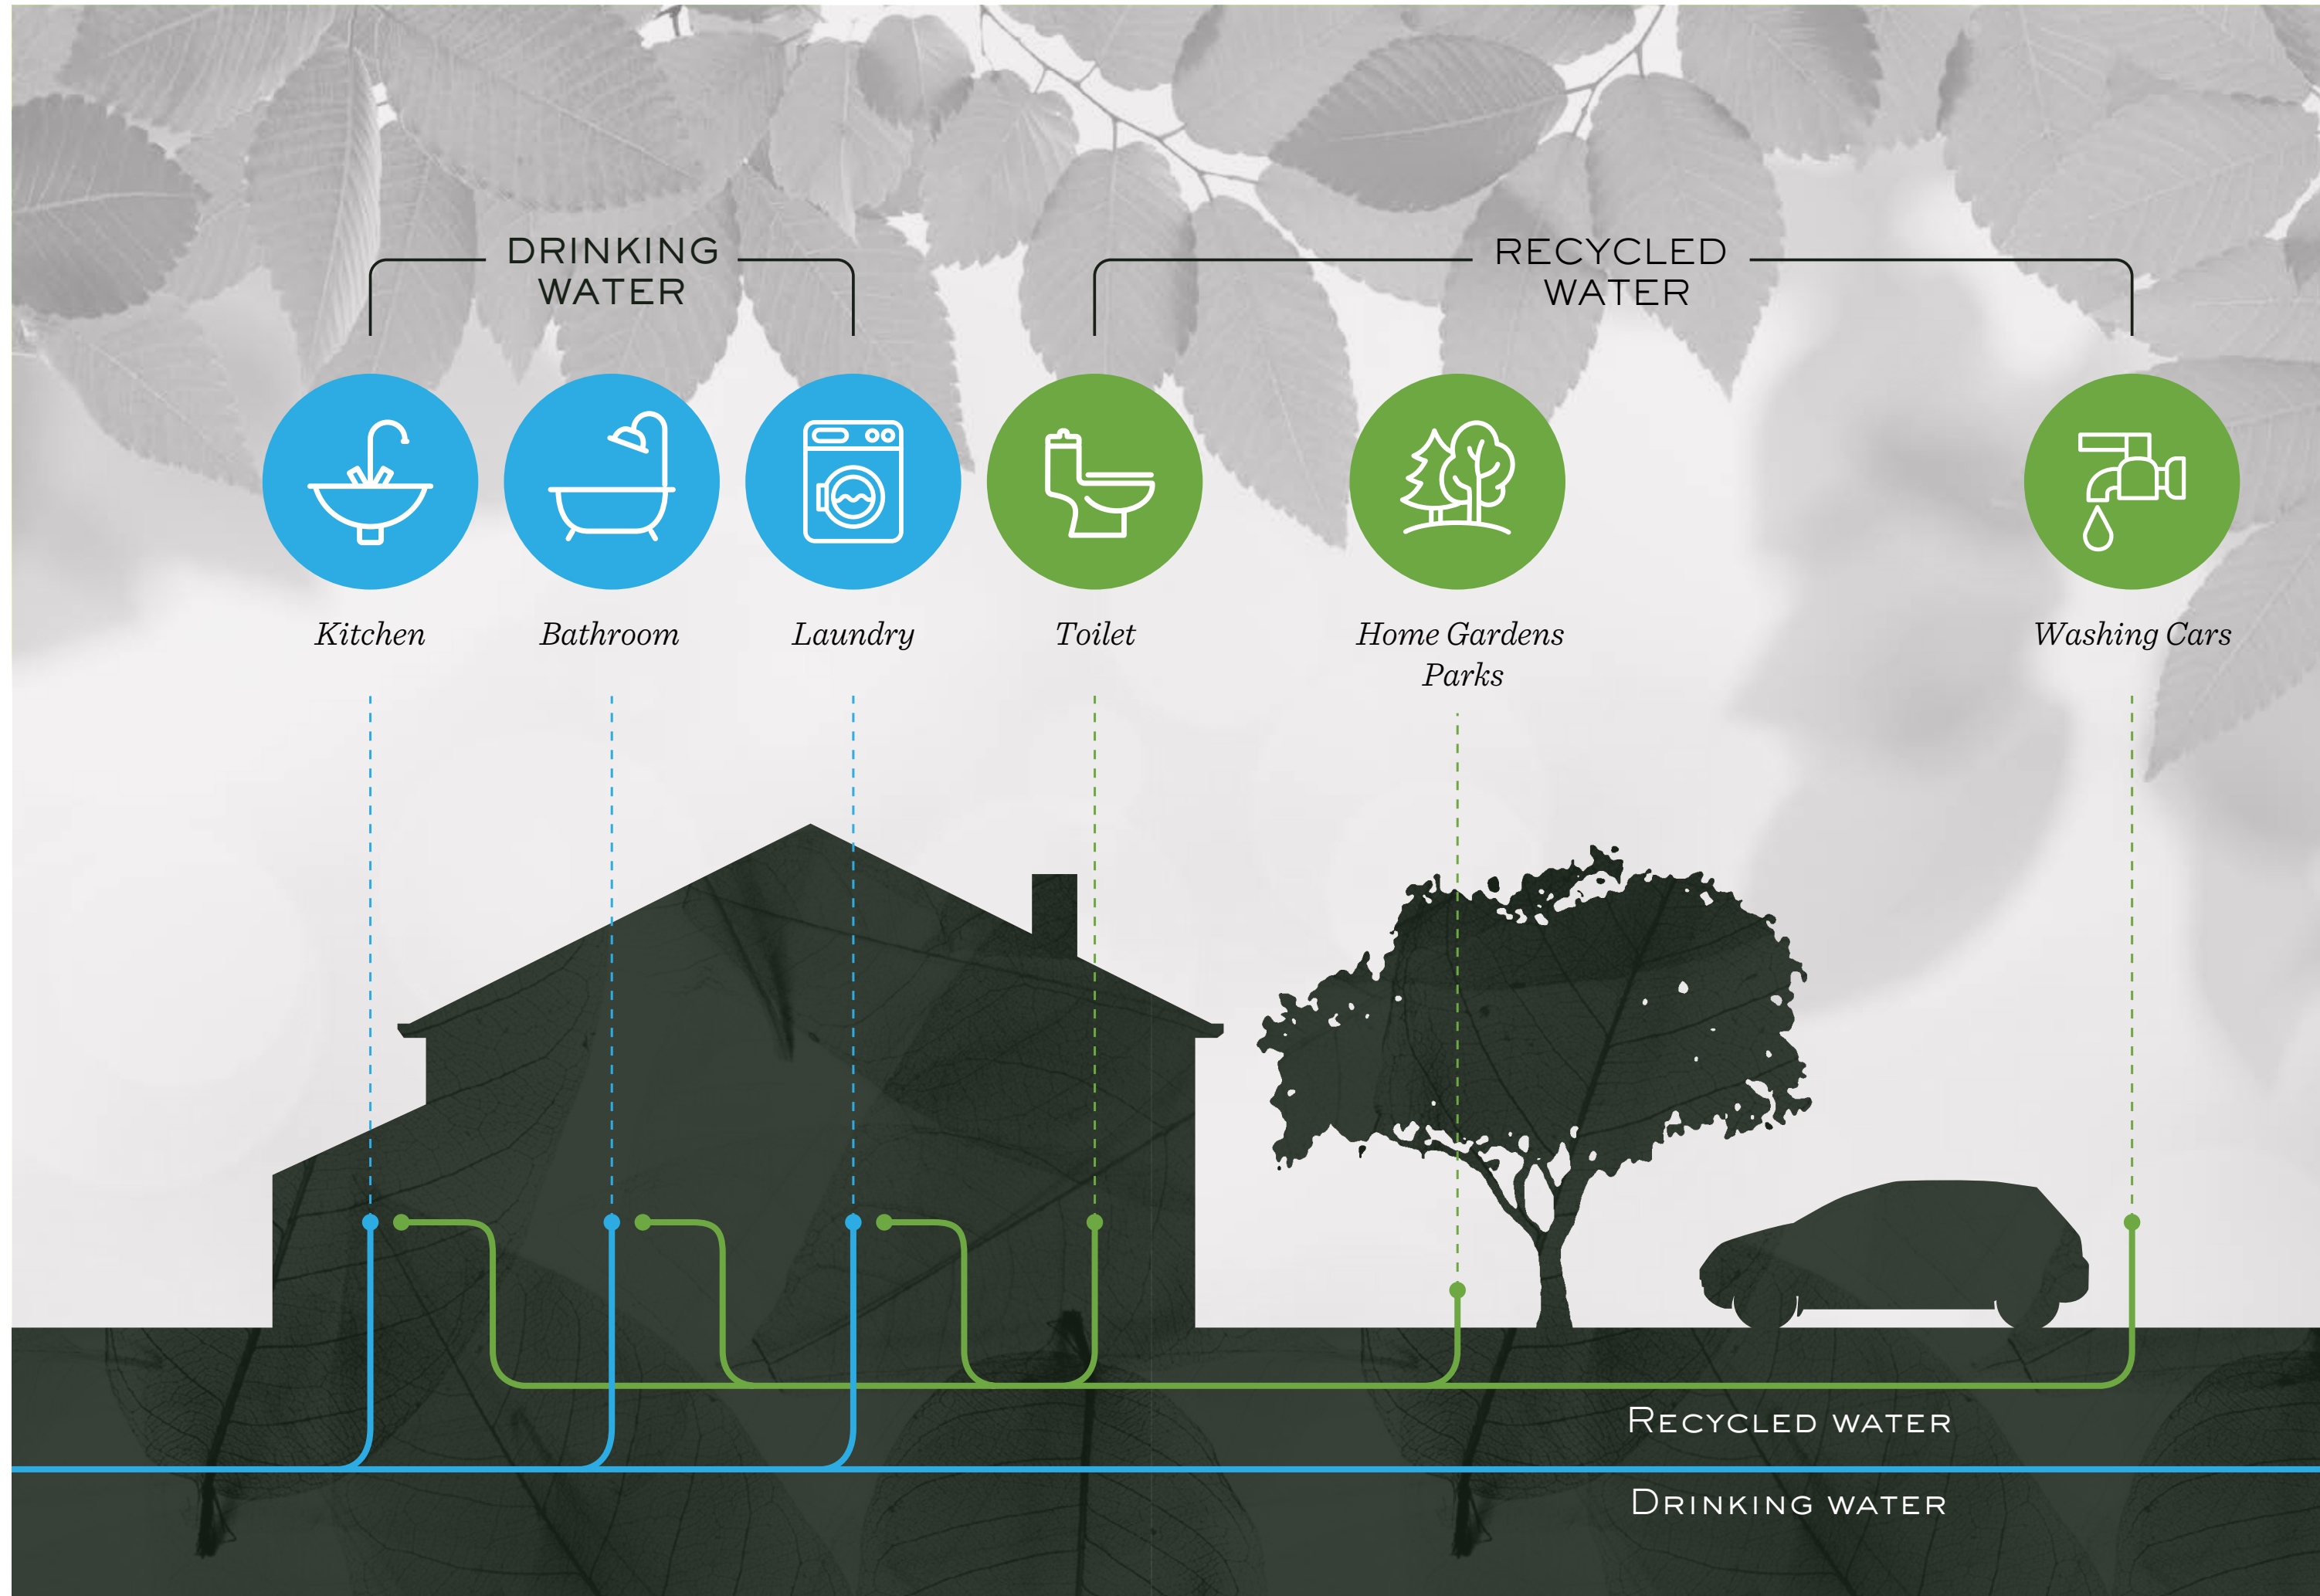 DRINKING
WATER
RECYCLED
WATER
Kitchen
Bathroom
Laundry
Toilet
Home Gardens
Parks
Washing Cars
RECYCLED WATER
DRINKING WATER